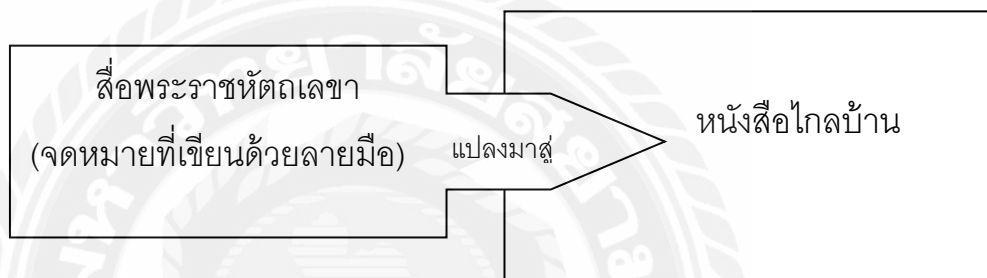 สื่อพระราชหัตถเลขา
(จดหมายที่เขียนด้วยลายมือ)
แปลงมาสู่
หนังสือไกลบ้าน